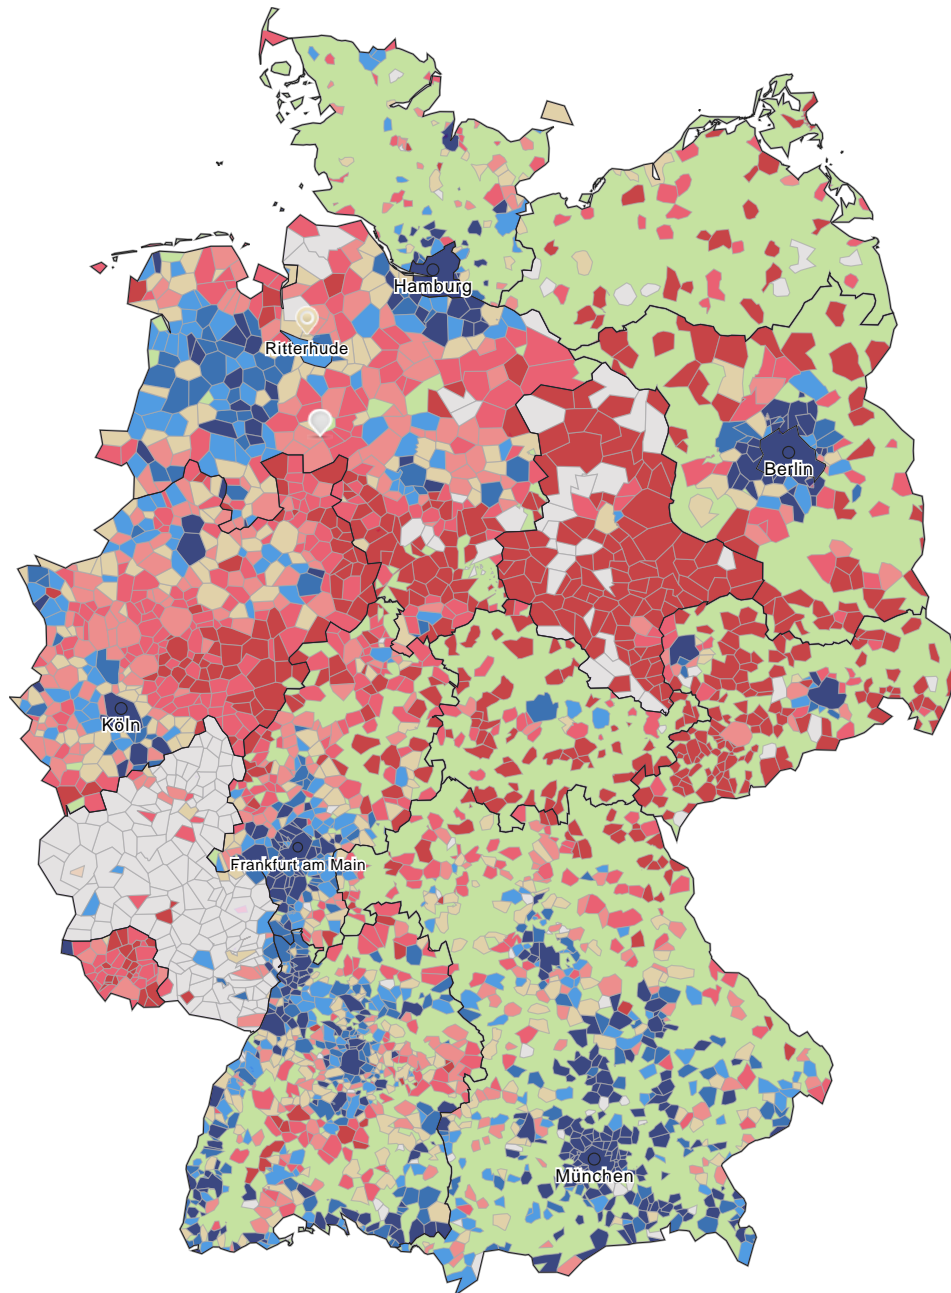 Hamburg
Ritterhude
Berlin
Köln
Frankfurt am Main
München